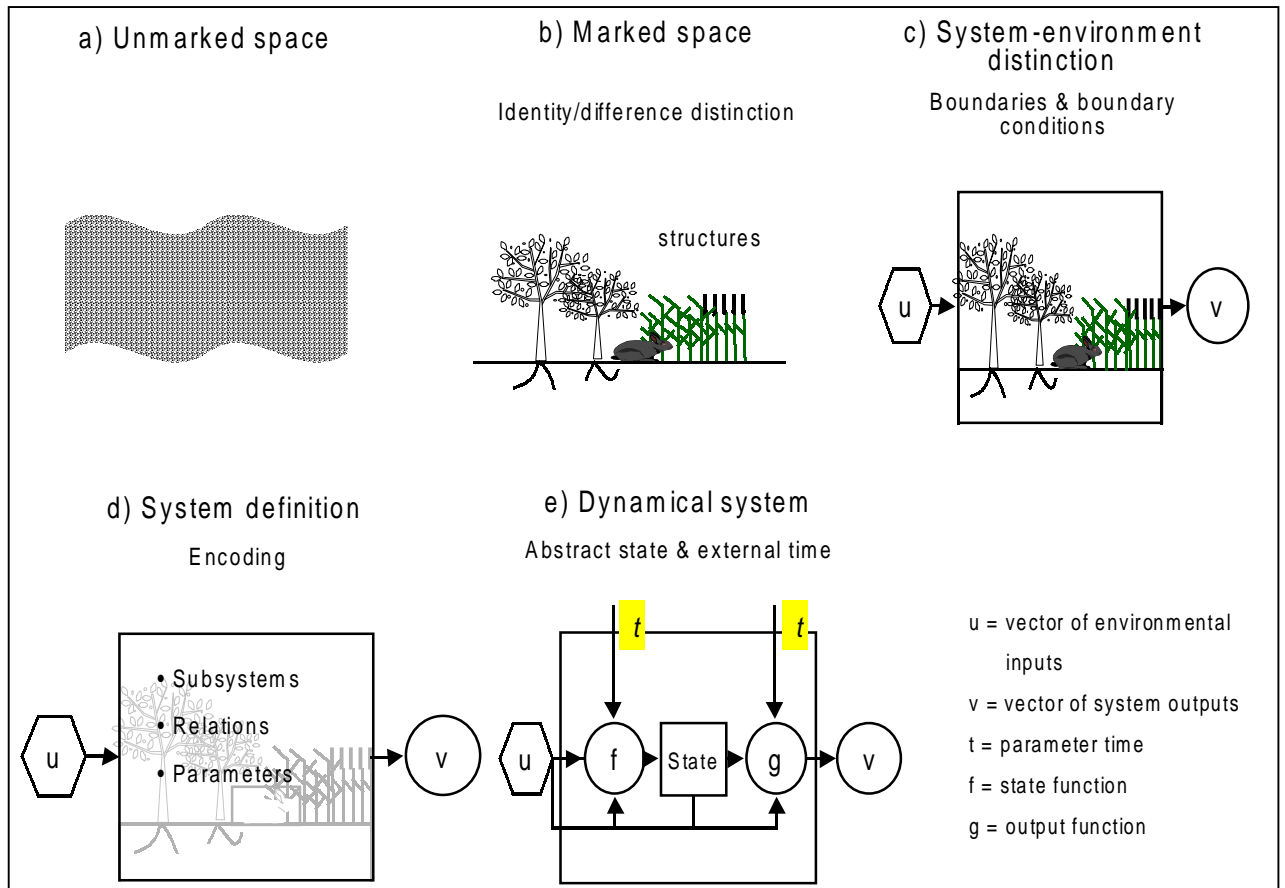 a) Unmarked space
b) Marked space
Identity/difference distinction
structures
c) System-environment
distinction
Boundaries & boundary
conditions
u
v
d) System definition
Encoding
• Subsystems
• Relations
• Parameters
u
v
e) Dynamical system
Abstract state & external time
t
t
u
f
State
g
v
u = vector of environmental
inputs
v = vector of system outputs
t = parameter time
f = state function
g = output function